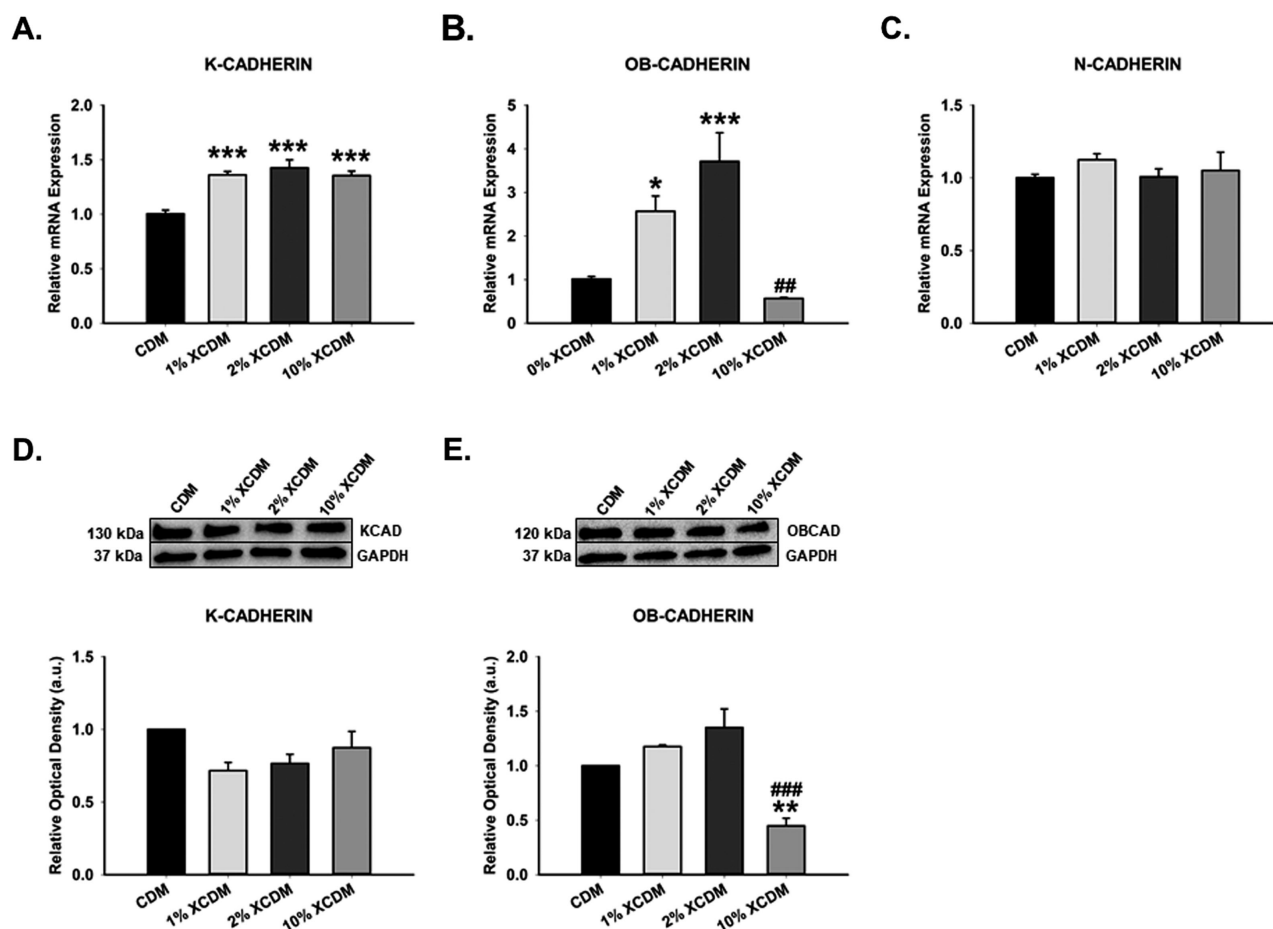 A.
K-CADHERIN
Relative mRNA Expression
2.0
1.5
1.0
0.5
0.0
***
***
***
CDM
1% XCDM
2% XCDM
10% XCDM
B.
OB-CADHERIN
Relative mRNA Expression
5
4
3
2
1
0
*
***
##
0% XCDM
1% XCDM
2% XCDM
10% XCDM
C.
N-CADHERIN
Relative mRNA Expression
1.5
1.0
0.5
0.0
CDM
1% XCDM
2% XCDM
10% XCDM
D.
CDM
1% XCDM
2% XCDM
10% XCDM
130 kDa
KCAD
37 kDa
GAPDH
K-CADHERIN
Relative Optical Density (a.u.)
1.5
1.0
0.5
0.0
CDM
1% XCDM
2% XCDM
10% XCDM
E.
CDM
1% XCDM
2% XCDM
10% XCDM
120 kDa
OBCAD
37 kDa
GAPDH
OB-CADHERIN
Relative Optical Density (a.u.)
2.0
1.5
1.0
0.5
0.0
###
**
CDM
1% XCDM
2% XCDM
10% XCDM